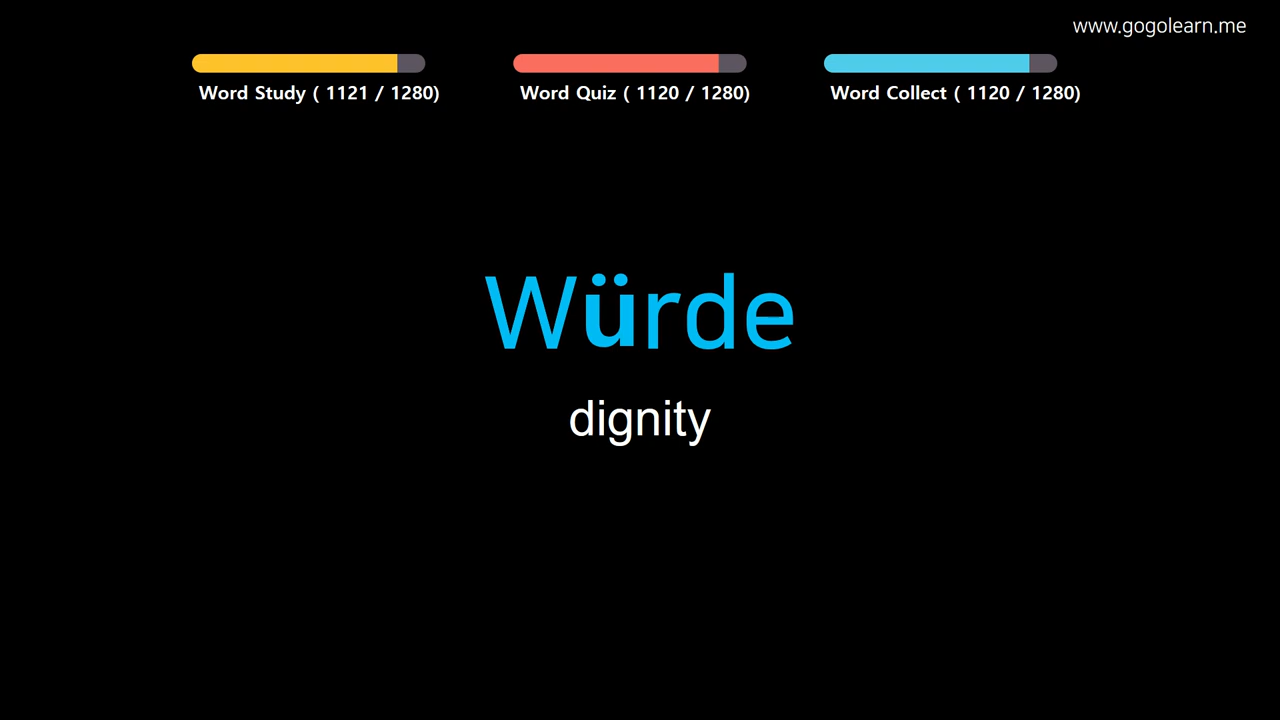 www.gogolearn.me
Word Study ( 1121 / 1280)
Word Quiz ( 1120 / 1280)
Word Collect ( 1120 / 1280)
Würde
dignity